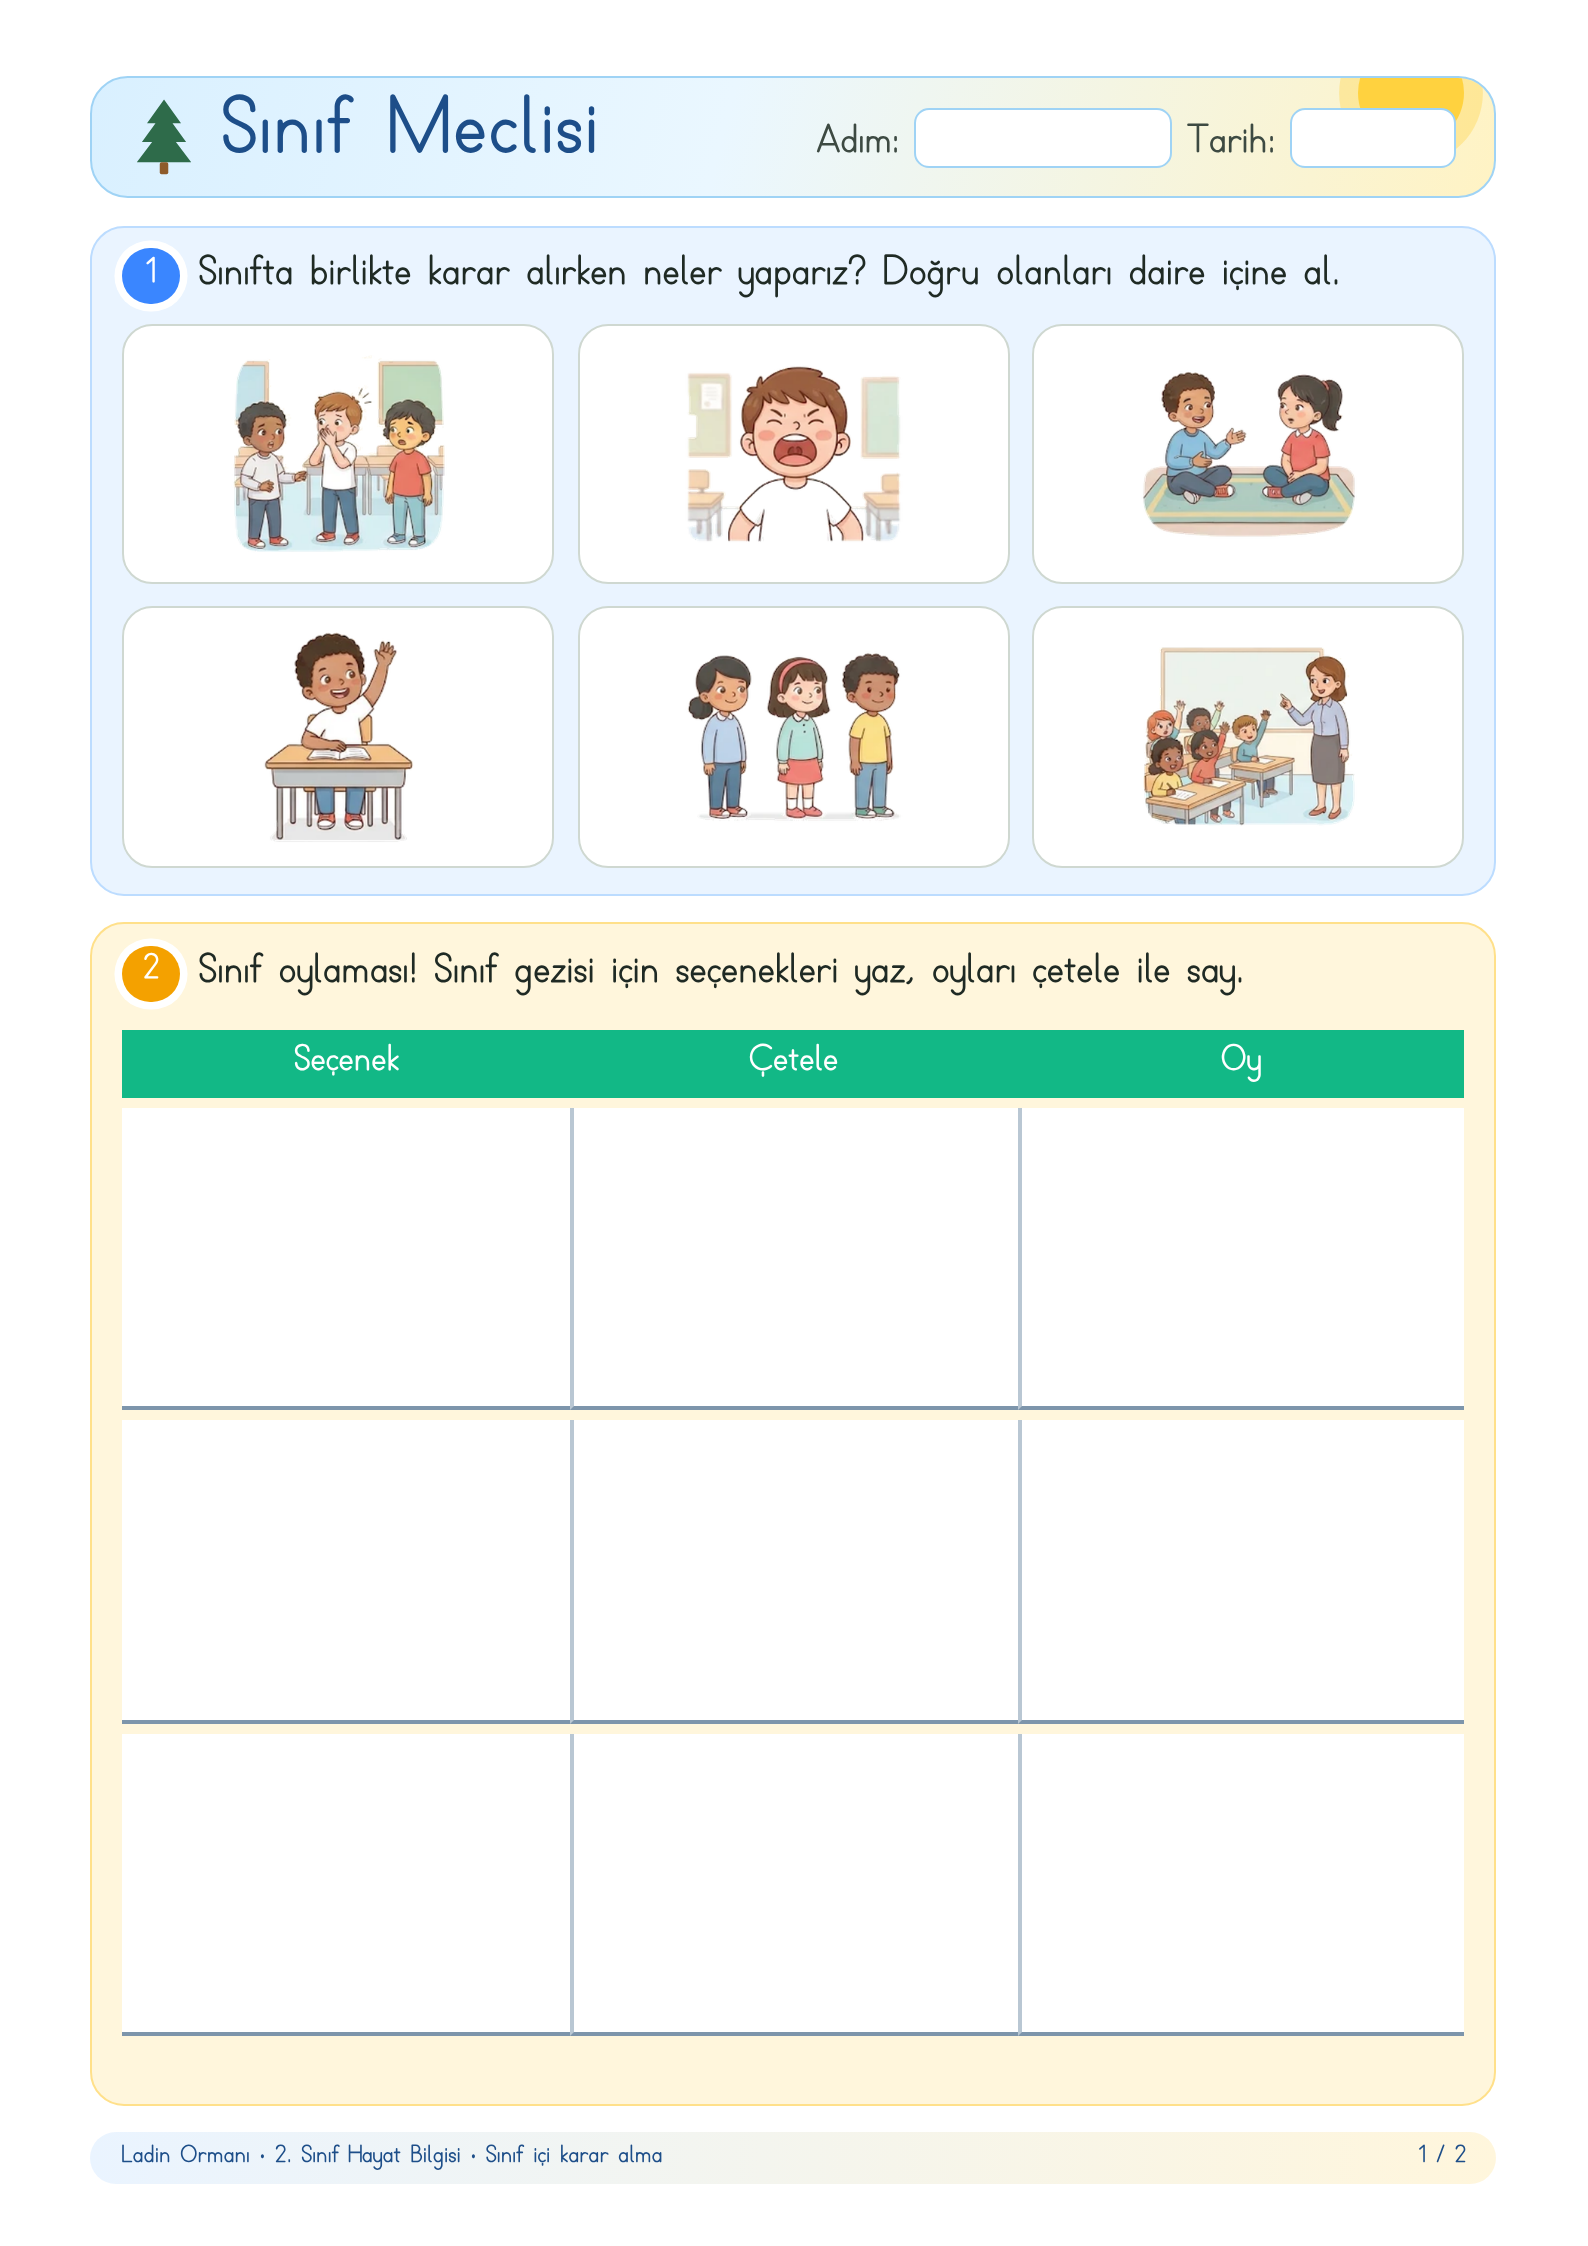 Sınıf Meclisi
Adım:
Tarih:
1
Sınıfta birlikte karar alırken neler yaparız? Doğru olanları daire içine al.
2
Sınıf oylaması! Sınıf gezisi için seçenekleri yaz, oyları çetele ile say.
Seçenek
Çetele
Oy
Ladin Ormanı • 2. Sınıf Hayat Bilgisi • Sınıf içi karar alma
1 / 2